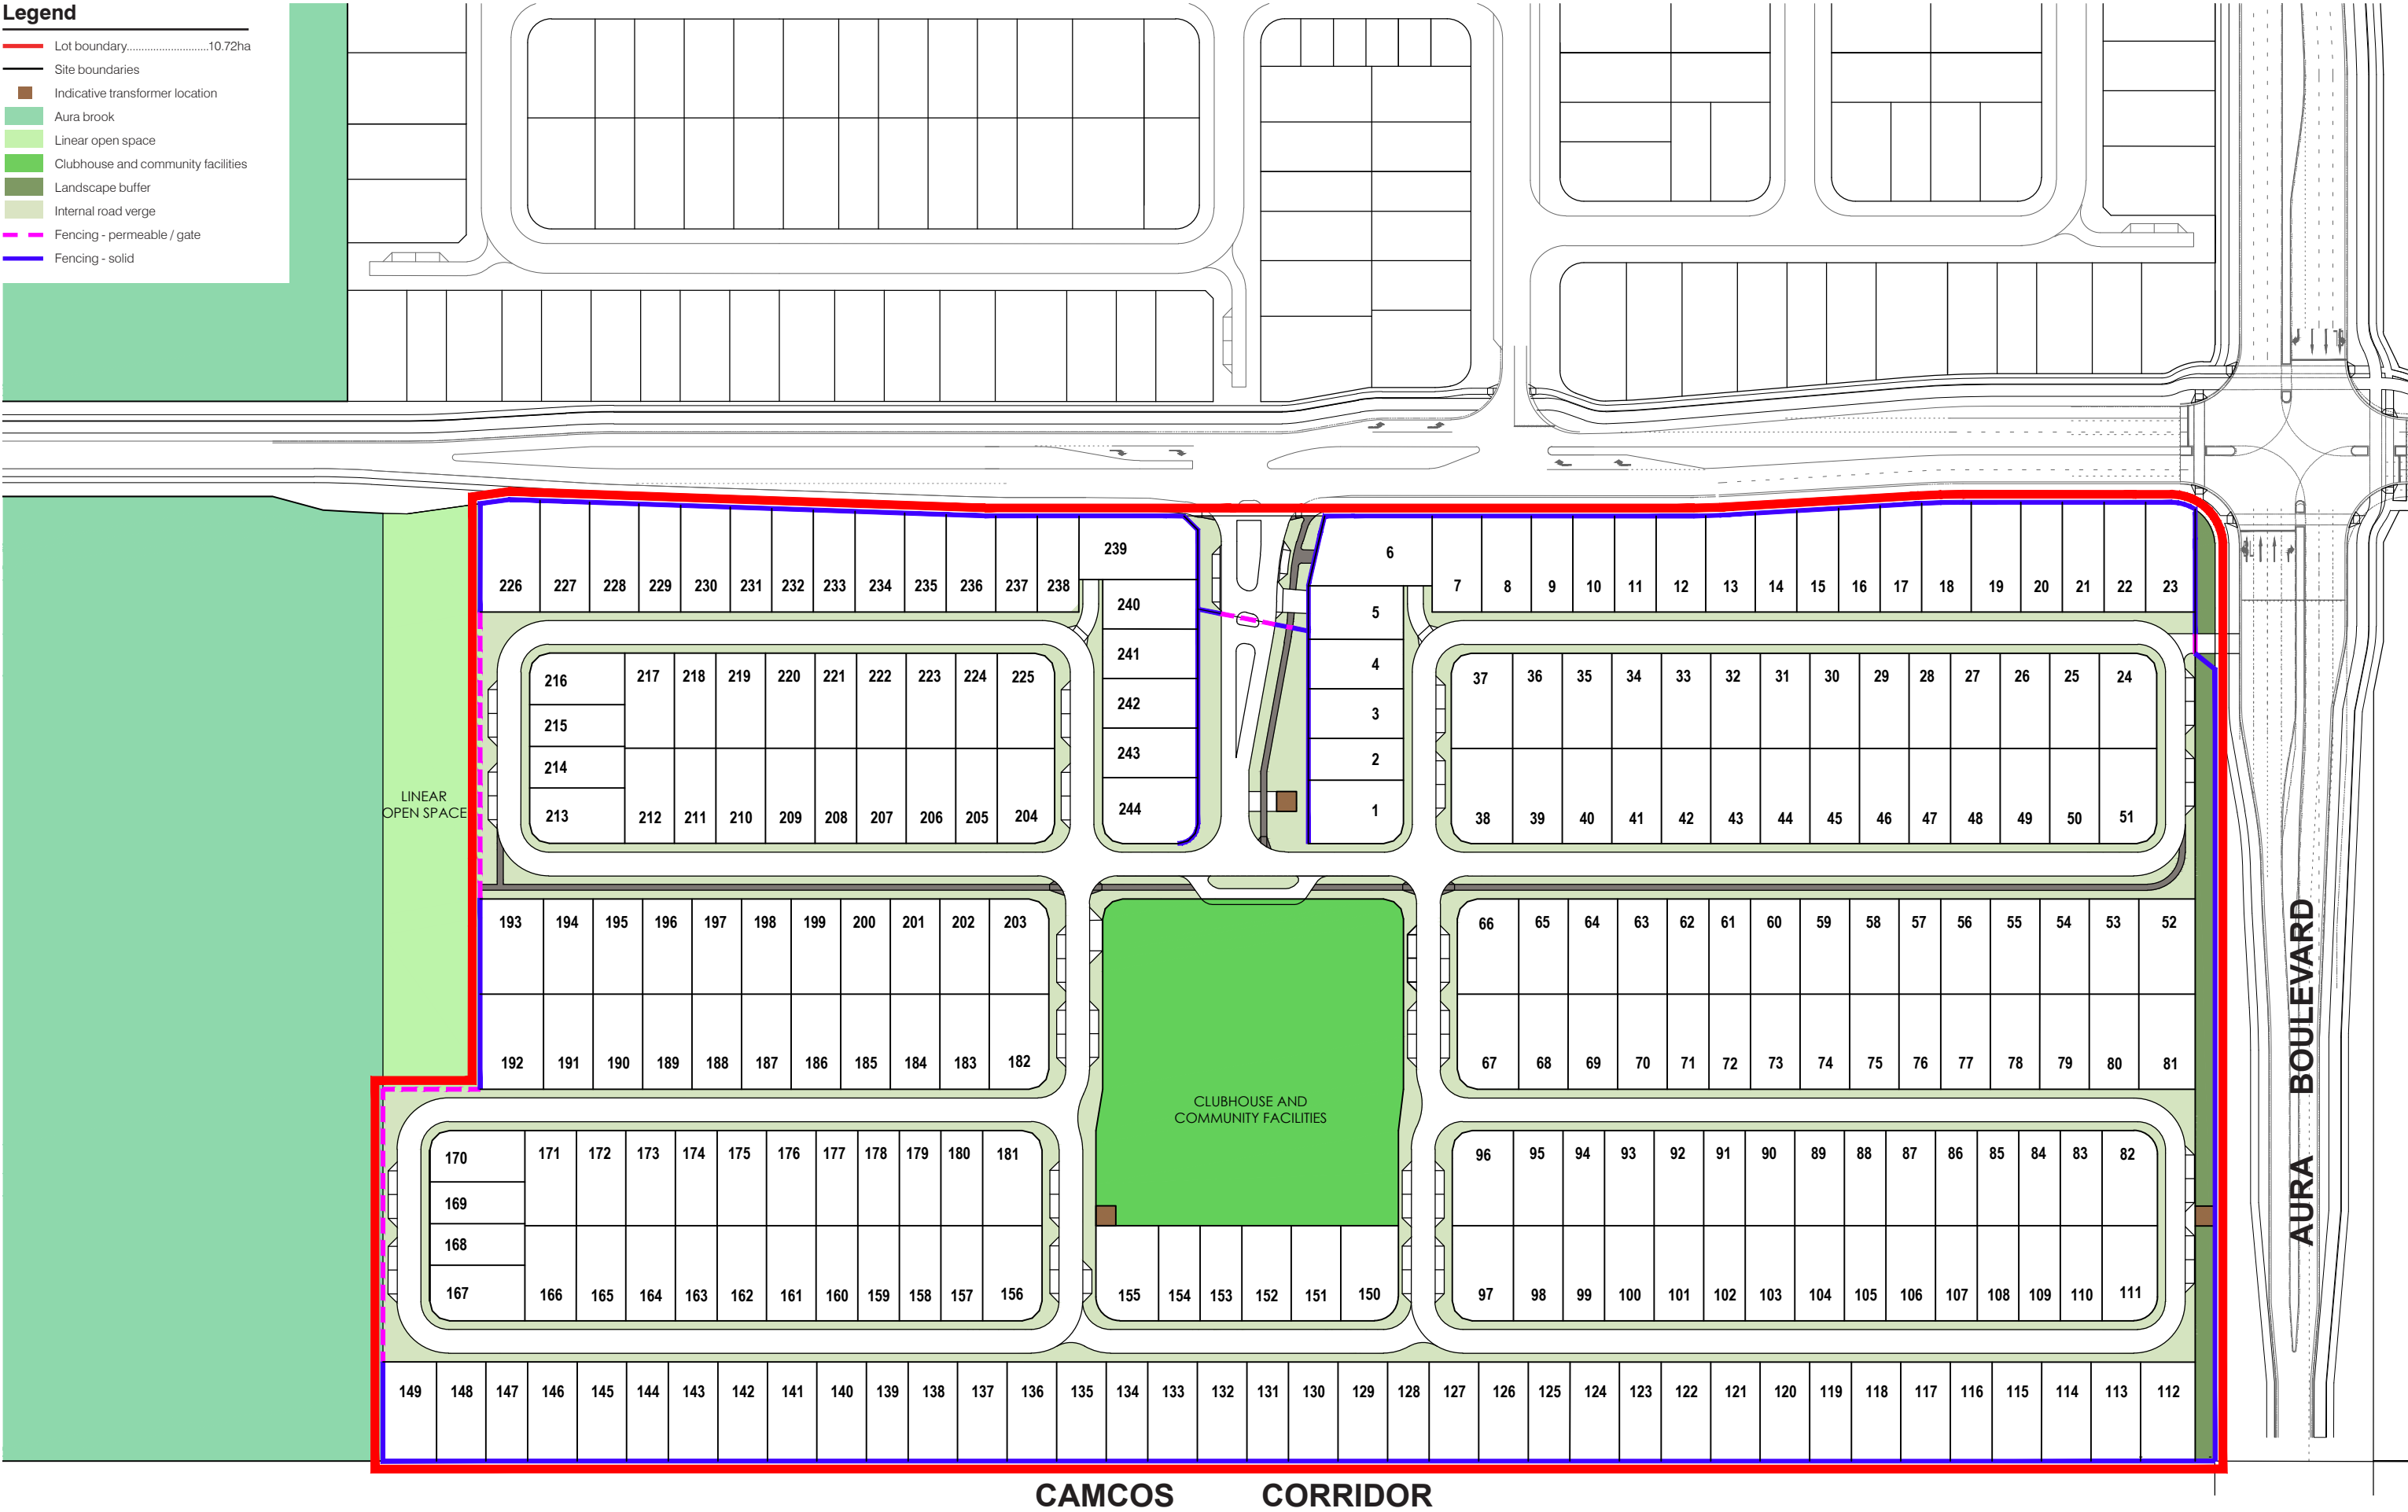 Legend
Lot boundary............................10.72ha
Site boundaries
Indicative transformer location
Aura brook
Linear open space
Clubhouse and community facilities
Landscape buffer
Internal road verge
Fencing - permeable / gate
Fencing - solid
239 6
226 227 228 229 230 231 232 233 234 235 236 237 238 7 8 9 10 11 12 13 14 15 16 17 18 19 20 21 22 23
240 5
241 4
216 217 218 219 220 221 222 223 224 225 37 36 35 34 33 32 31 30 29 28 27 26 25 24
242 3
215
243 2
214
LINEAR
OPEN SPACE
244 1
213 212 211 210 209 208 207 206 205 204 38 39 40 41 42 43 44 45 46 47 48 49 50 51
193 194 195 196 197 198 199 200 201 202 203 66 65 64 63 62 61 60 59 58 57 56 55 54 53 52
192 191 190 189 188 187 186 185 184 183 182 67 68 69 70 71 72 73 74 75 76 77 78 79 80 81
CLUBHOUSE AND
COMMUNITY FACILITIES
AURA BOULEVARD
170 171 172 173 174 175 176 177 178 179 180 181 96 95 94 93 92 91 90 89 88 87 86 85 84 83 82
169
168
167 166 165 164 163 162 161 160 159 158 157 156 155 154 153 152 151 150 97 98 99 100 101 102 103 104 105 106 107 108 109 110 111
149 148 147 146 145 144 143 142 141 140 139 138 137 136 135 134 133 132 131 130 129 128 127 126 125 124 123 122 121 120 119 118 117 116 115 114 113 112
CAMCOS CORRIDOR